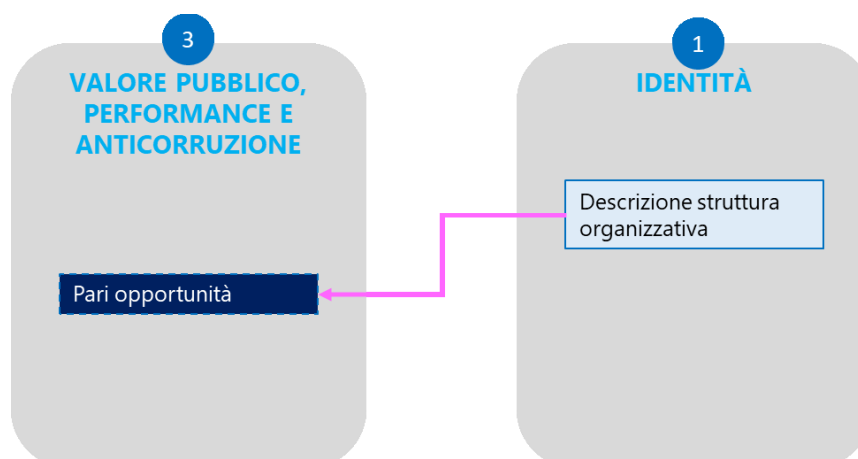 3
VALORE PUBBLICO,
PERFORMANCE E
ANTICORRUZIONE
Pari opportunità
1
IDENTITÀ
Descrizione struttura
organizzativa